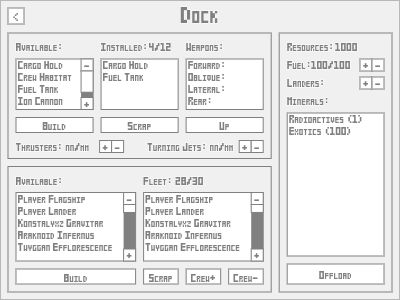 <
Dock
Available:
Installed: 4/12
Weapons:
Cargo Hold
Crew Habitat
Fuel Tank
Ion Cannon
Cargo Hold
Fuel Tank
Forward:
Oblique:
Lateral:
Rear:
Build
Scrap
Up
Thrusters: nn/nn + -
Turning Jets: nn/nn + -
Available:
Fleet: 28/30
Player Flagship
Player Lander
Konstalyxz Gravitar
Araknoid Infernus
Twyggan Efflorescence
Player Flagship
Player Lander
Konstalyxz Gravitar
Araknoid Infernus
Twyggan Efflorescence
Build
Scrap
Crew+
Crew-
Resources: 1000
Fuel: 100/100 + -
Landers: + -
Minerals:
Radioactives (1)
Exotics (100)
Offload